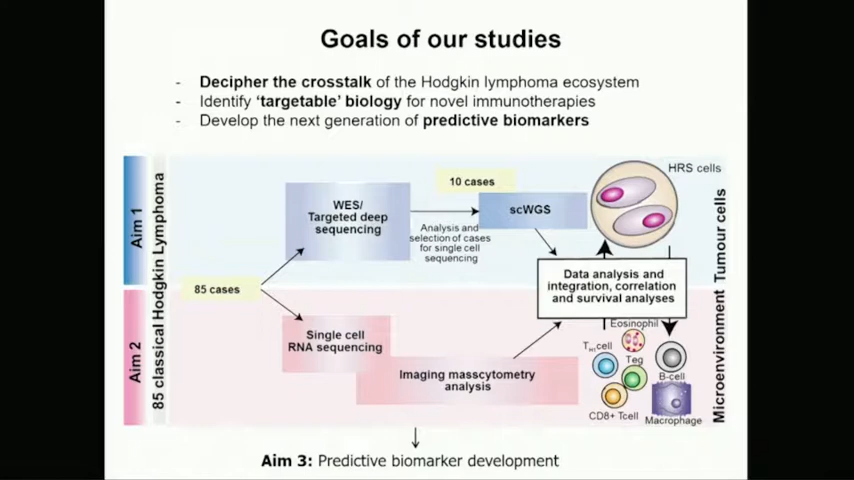 Goals of our studies
- Decipher the crosstalk of the Hodgkin lymphoma ecosystem
- Identify ‘targetable’ biology for novel immunotherapies
- Develop the next generation of predictive biomarkers
Aim 1
Aim 2
85 classical Hodgkin Lymphoma
85 cases
WES/
Targeted deep
sequencing
10 cases
Analysis and
selection of cases
for single cell
sequencing
scWGS
HRS cells
Data analysis and
integration, correlation
and survival analyses
Single cell
RNA sequencing
Imaging masscytometry
analysis
Eosinophil
TH1cell
Teg
B-cell
CD8+ Tcell
Macrophage
Microenvironment Tumour cells
Aim 3: Predictive biomarker development